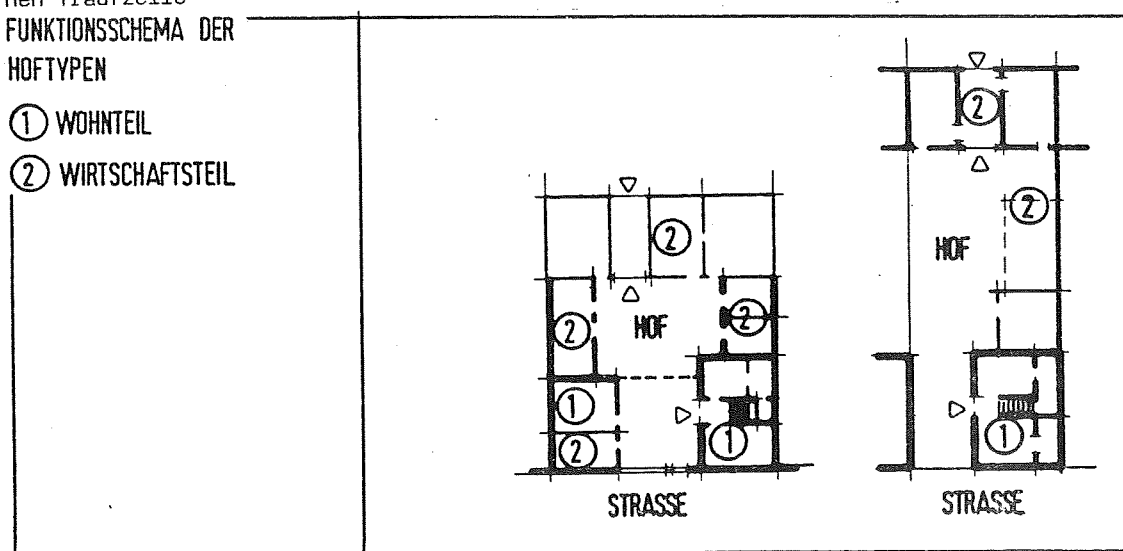 FUNKTIONSSCHEMA DER
HOFTYPEN
1 WOHNTEIL
2 WIRTSCHAFTSTEIL
2
2
HOF
2
1
2
1
STRASSE
2
2
HOF
1
STRASSE